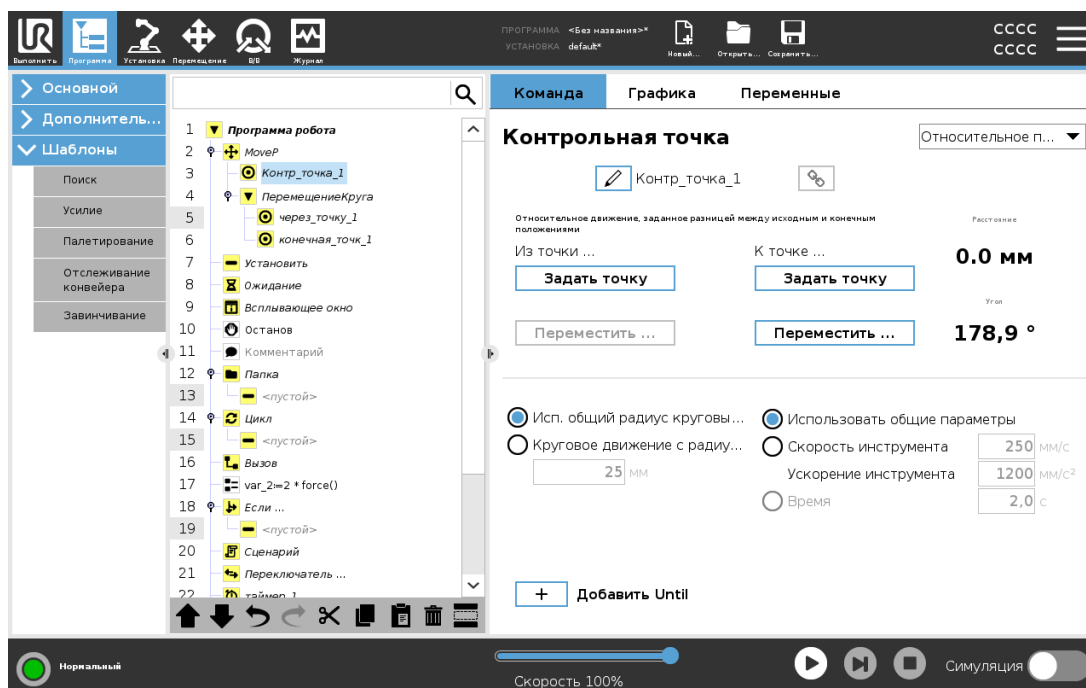 ПРОГРАММА <Без названия>*
УСТАНОВКА default*
Выполнить
Программа
Установка
Перемещение
В/В
Журнал
Новый...
Открыть...
Сохранить...
CCCC
CCCC
Основной
Дополнитель...
Шаблоны
Поиск
Усилие
Палетирование
Отслеживание
конвейера
Завинчивание
1 Программа робота
2 MoveP
3 Контр_точка_1
4 ПеремещениеКруга
5 через_точку_1
6 конечная_точк_1
7 Установить
8 Ожидание
9 Всплывающее окно
10 Останов
11 Комментарий
12 Папка
13 <пустой>
14 Цикл
15 <пустой>
16 Вызов
17 var_2≔2 * force()
18 Если ...
19 <пустой>
20 Сценарий
21 Переключатель ...
22 таймер_1
Команда
Графика
Переменные
Контрольная точка
Относительное п...
Контр_точка_1
Относительное движение, заданное разницей между исходным и конечным
положениями
Расстояние
0.0 мм
Из точки ...
К точке ...
Задать точку
Задать точку
Угол
178,9 °
Переместить ...
Переместить ...
Исп. общий радиус круговы...
Круговое движение с радиу...
25 мм
Использовать общие параметры
Скорость инструмента 250 мм/с
Ускорение инструмента 1200 мм/с²
Время 2,0 с
+ Добавить Until
Нормальный
Скорость 100%
Симуляция